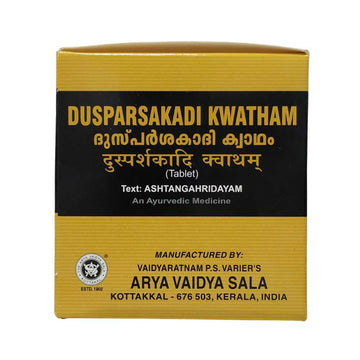 DUSPARSAKADI KWATHAM
ദുസ്പർശകാദി ക്വാഥം
दुस्पर्शकादि क्वाथम्
(Tablet)
Text: ASHTANGAHRIDAYAM
An Ayurvedic Medicine
MANUFACTURED BY:
VAIDYARATNAM P.S. VARIER'S
ARYA VAIDYA SALA
KOTTAKKAL - 676 503, KERALA, INDIA
ESTD. 1902